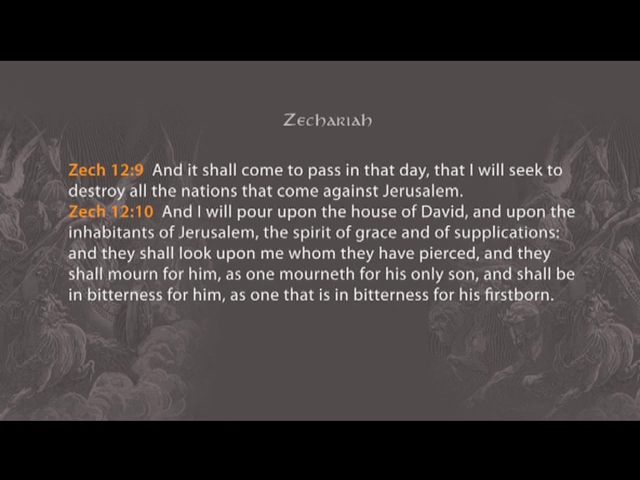 Zechariah
Zech 12:9 And it shall come to pass in that day, that I will seek to
destroy all the nations that come against Jerusalem.
Zech 12:10 And I will pour upon the house of David, and upon the
inhabitants of Jerusalem, the spirit of grace and of supplications:
and they shall look upon me whom they have pierced, and they
shall mourn for him, as one mourneth for his only son, and shall be
in bitterness for him, as one that is in bitterness for his firstborn.